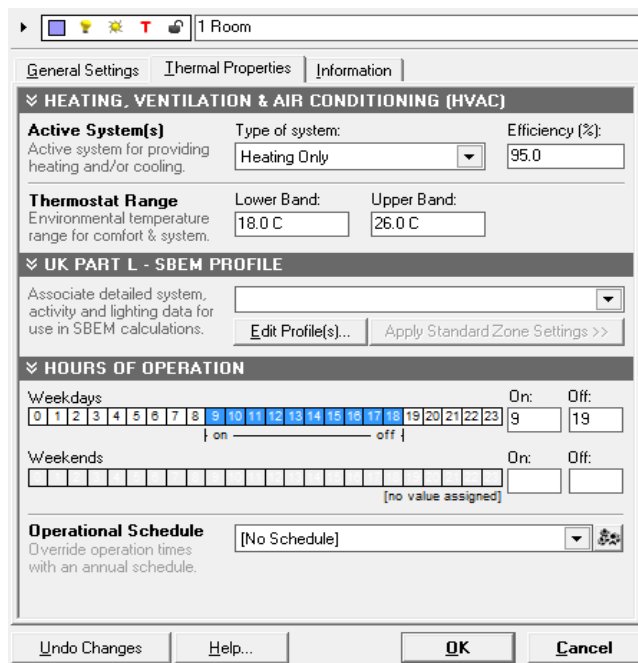 T 1 Room
General Settings Thermal Properties Information
HEATING, VENTILATION & AIR CONDITIONING (HVAC)
Active System(s) Type of system: Efficiency (%):
Active system for providing
heating and/or cooling.
Heating Only 95.0
Thermostat Range Lower Band: Upper Band:
Environmental temperature
range for comfort & system.
18.0 C 26.0 C
UK PART L - SBEM PROFILE
Associate detailed system,
activity and lighting data for
use in SBEM calculations.
Edit Profile(s)... Apply Standard Zone Settings >>
HOURS OF OPERATION
Weekdays On: Off:
0 1 2 3 4 5 6 7 8 9 10 11 12 13 14 15 16 17 18 19 20 21 22 23 9 19
on off
Weekends On: Off:
[no value assigned]
Operational Schedule
Override operation times
with an annual schedule.
[No Schedule]
Undo Changes Help... OK Cancel